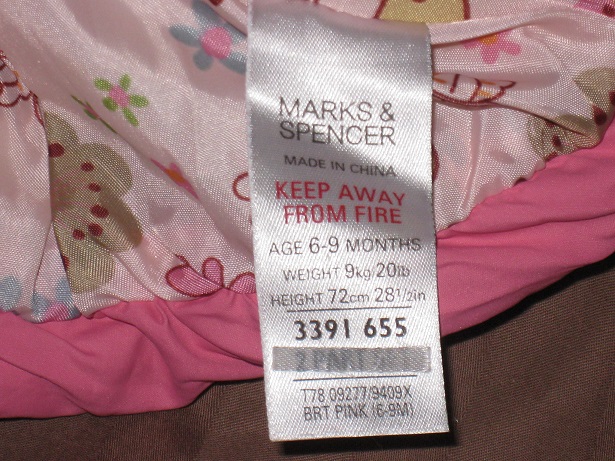 MARKS &
SPENCER
MADE IN CHINA
KEEP AWAY
FROM FIRE
AGE 6-9 MONTHS
WEIGHT 9kg 20lb
HEIGHT 72cm 28½in
3391 655
T78 09277/9409X
BRT PINK (6-9M)